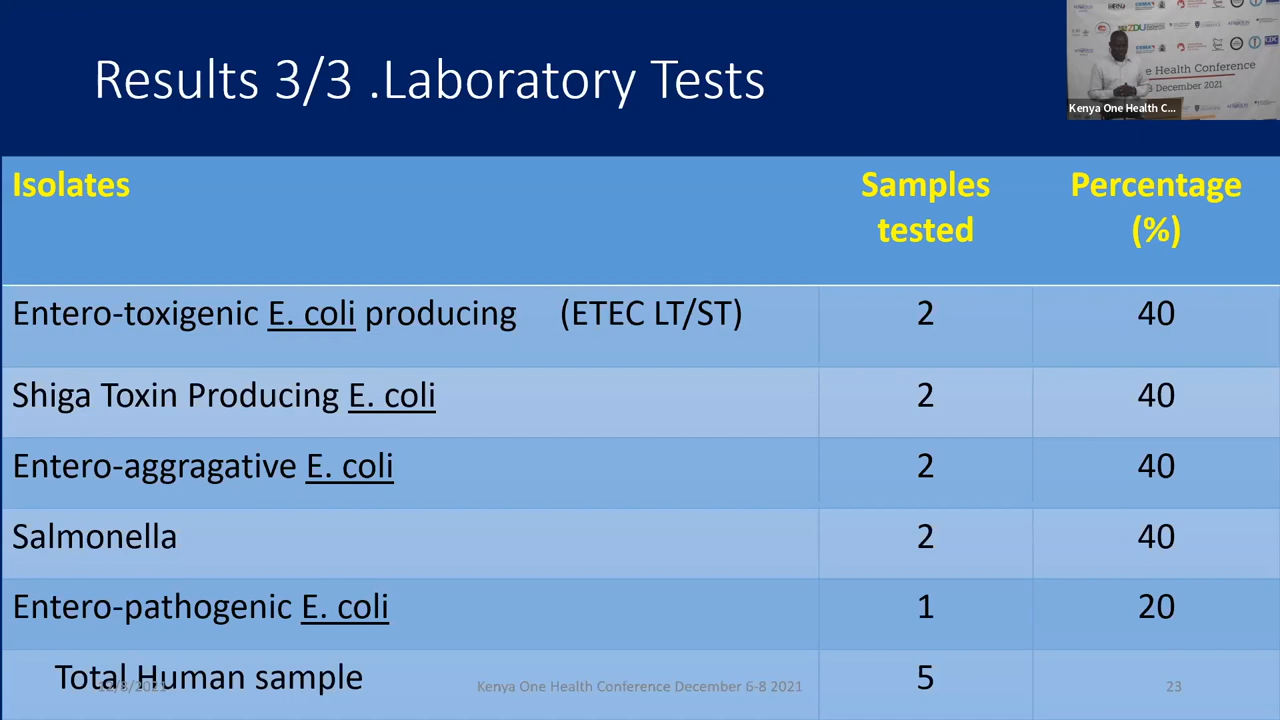 Results 3/3 .Laboratory Tests
e Health Conference
December 2021
Kenya One Health C...
Isolates
Samples tested
Percentage (%)
Entero-toxigenic E. coli producing (ETEC LT/ST) 2 40
Shiga Toxin Producing E. coli 2 40
Entero-aggragative E. coli 2 40
Salmonella 2 40
Entero-pathogenic E. coli 1 20
Total Human sample 5
12/8/2021
Kenya One Health Conference December 6-8 2021
23